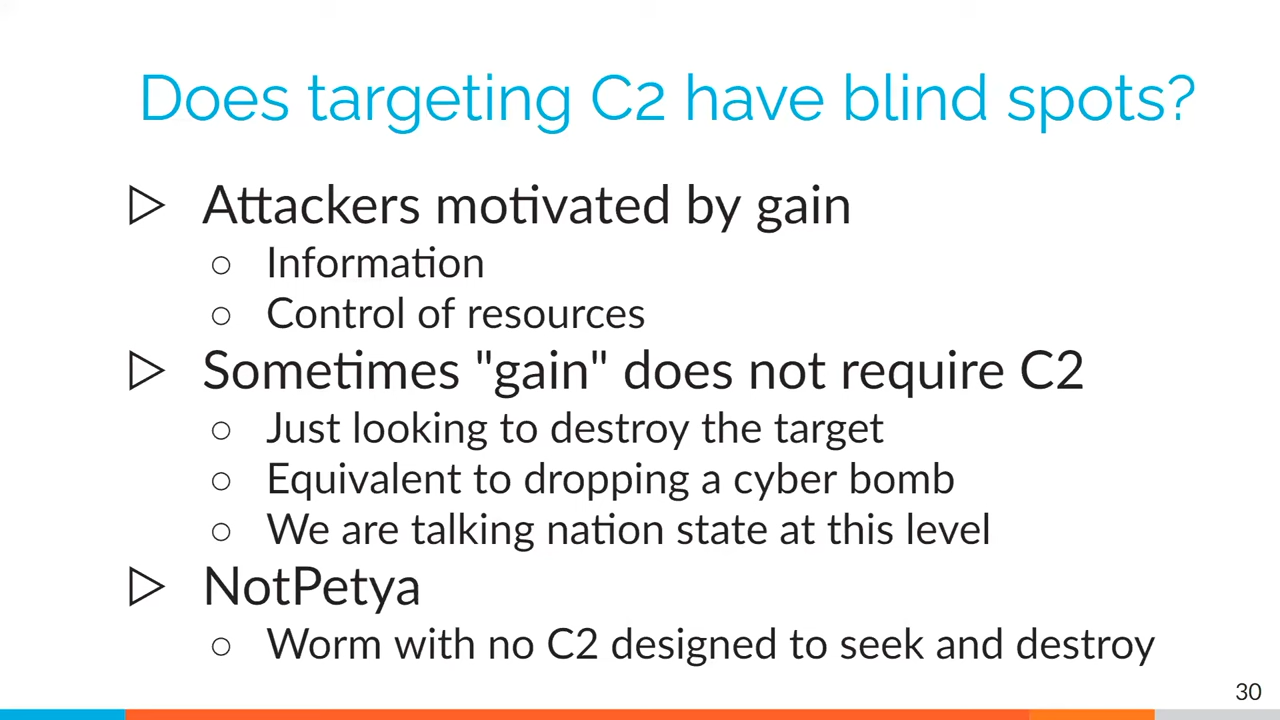 Does targeting C2 have blind spots?
▷ Attackers motivated by gain
○ Information
○ Control of resources
▷ Sometimes "gain" does not require C2
○ Just looking to destroy the target
○ Equivalent to dropping a cyber bomb
○ We are talking nation state at this level
▷ NotPetya
○ Worm with no C2 designed to seek and destroy
30